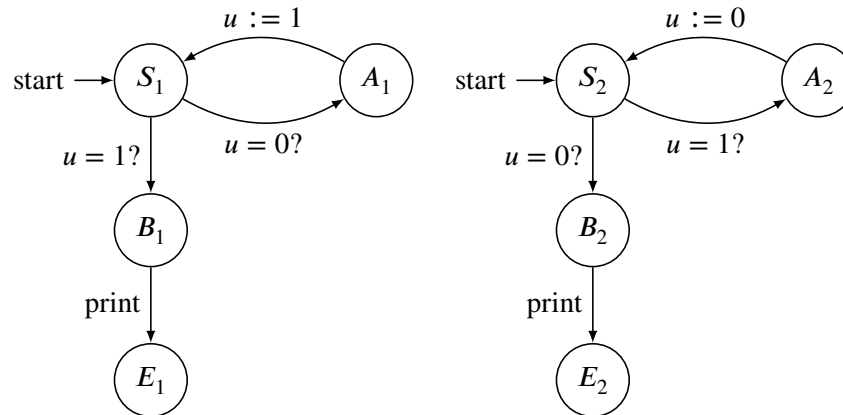 u := 1 u := 0
start S₁ A₁ start S₂ A₂
u = 1? u = 0? u = 0? u = 1?
B₁ B₂
print print
E₁ E₂